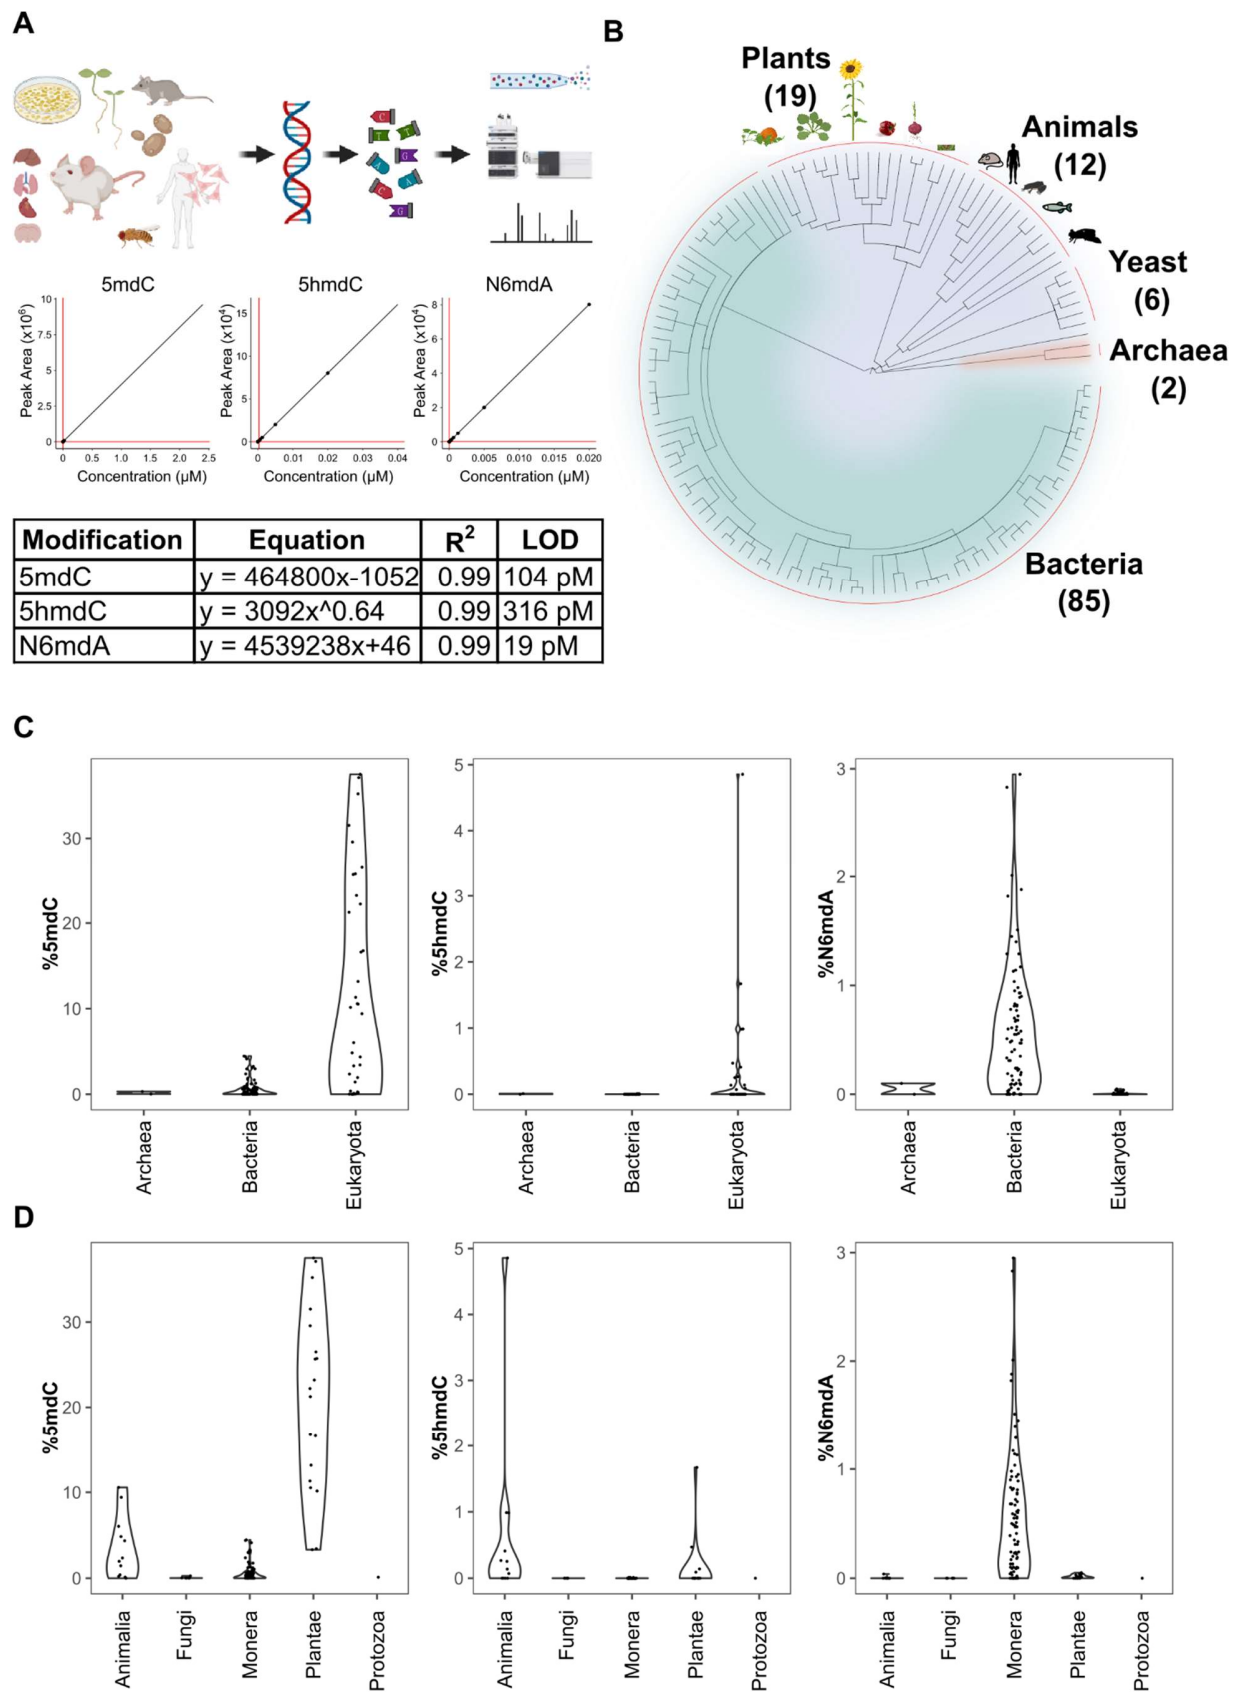 A
B
Plants
(19)
Animals
(12)
Yeast
(6)
Archaea
(2)
Bacteria
(85)
C
T
T
A
G
C
A
G
5mdC
5hmdC
N6mdA
Peak Area (x10⁶)
10
7.5
5
2.5
0
0
0.5
1.0
2.0
2.5
Concentration (µM)
Peak Area (x10⁴)
15
10
5
0
0
0.01
0.02
0.03
0.04
Concentration (µM)
Peak Area (x10⁴)
8
6
4
2
0
0
0.005
0.010
0.015
0.020
Concentration (µM)
Modification Equation R² LOD
5mdC y = 464800x-1052 0.99 104 pM
5hmdC y = 3092x^0.64 0.99 316 pM
N6mdA y = 4539238x+46 0.99 19 pM
C
%5mdC
30
20
10
0
Archaea
Bacteria
Eukaryota
%5hmdC
5
4
3
2
1
0
Archaea
Bacteria
Eukaryota
%N6mdA
3
2
1
0
Archaea
Bacteria
Eukaryota
D
%5mdC
30
20
10
0
Animalia
Fungi
Monera
Plantae
Protozoa
%5hmdC
5
4
3
2
1
0
Animalia
Fungi
Monera
Plantae
Protozoa
%N6mdA
3
2
1
0
Animalia
Fungi
Monera
Plantae
Protozoa